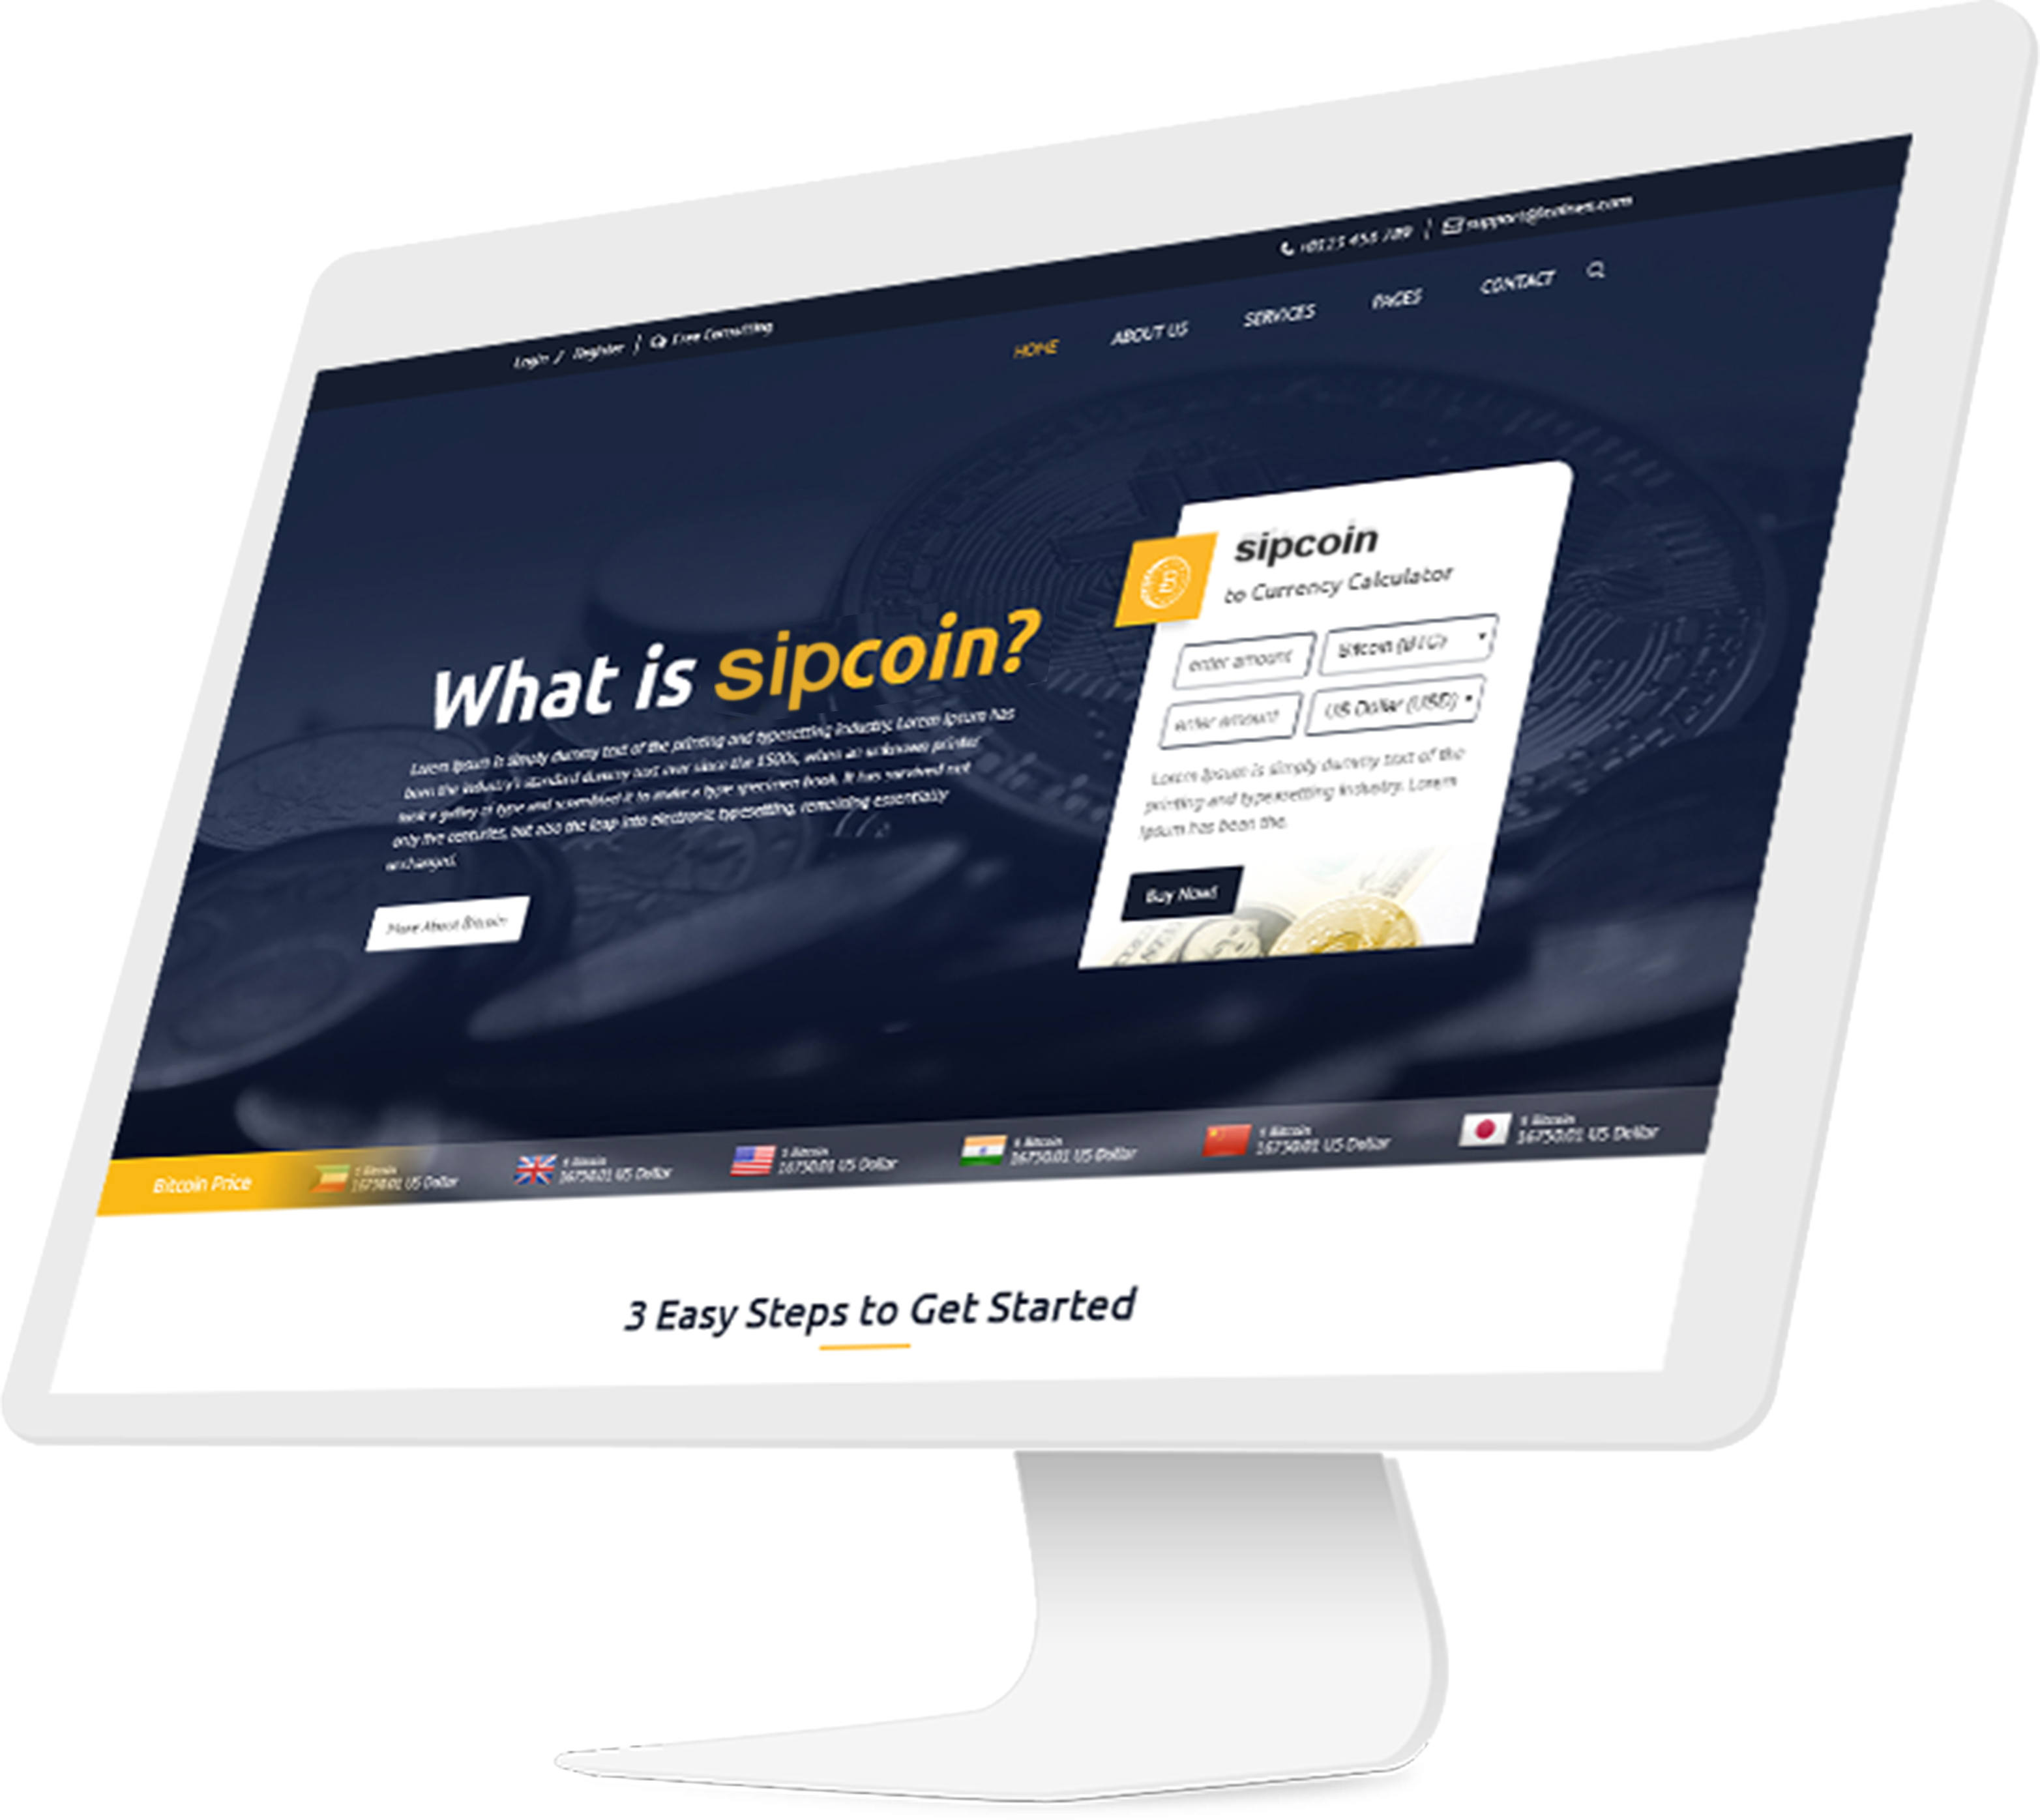 Login / Register | Free Consulting
+0123 456 789 | support@
HOME ABOUT US SERVICES PAGES CONTACT
What is sipcoin?
Lorem Ipsum is simply dummy text of the printing and typesetting industry. Lorem Ipsum has
been the industry's standard dummy text ever since the 1500s, when an unknown printer
took a galley of type and scrambled it to make a type specimen book. It has survived not
only five centuries, but also the leap into electronic typesetting, remaining essentially
unchanged.
More About Bitcoin
sipcoin
to Currency Calculator
enter amount Bitcoin (BTC)
enter amount US Dollar (USD)
Lorem Ipsum is simply dummy text of the
printing and typesetting industry. Lorem
Ipsum has been the.
Buy Now!
Bitcoin Price
1 Bitcoin
16750.01 US Dollar
1 Bitcoin
16750.01 US Dollar
1 Bitcoin
16750.01 US Dollar
1 Bitcoin
16750.01 US Dollar
1 Bitcoin
16750.01 US Dollar
1 Bitcoin
16750.01 US Dollar
3 Easy Steps to Get Started